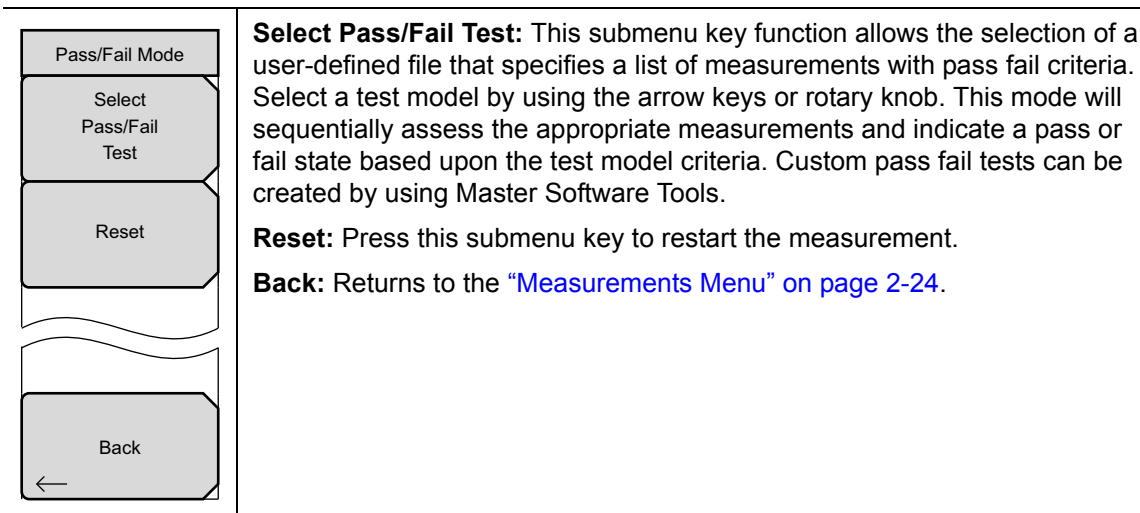 Pass/Fail Mode
Select
Pass/Fail
Test
Reset
Back
Select Pass/Fail Test: This submenu key function allows the selection of a
user-defined file that specifies a list of measurements with pass fail criteria.
Select a test model by using the arrow keys or rotary knob. This mode will
sequentially assess the appropriate measurements and indicate a pass or
fail state based upon the test model criteria. Custom pass fail tests can be
created by using Master Software Tools.
Reset: Press this submenu key to restart the measurement.
Back: Returns to the “Measurements Menu” on page 2-24.